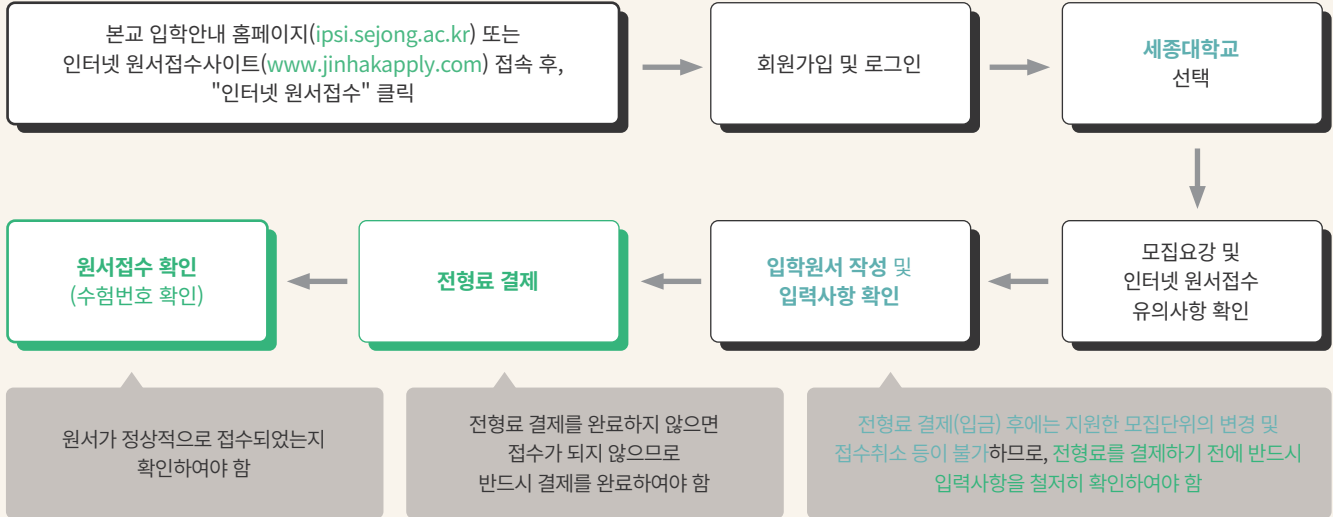 본교 입학안내 홈페이지(ipsi.sejong.ac.kr) 또는
인터넷 원서접수사이트(www.jinhakapply.com) 접속 후,
"인터넷 원서접수" 클릭
회원가입 및 로그인
세종대학교
선택
모집요강 및
인터넷 원서접수
유의사항 확인
입학원서 작성 및
입력사항 확인
전형료 결제
원서접수 확인
(수험번호 확인)
원서가 정상적으로 접수되었는지
확인하여야 함
전형료 결제를 완료하지 않으면
접수가 되지 않으므로
반드시 결제를 완료하여야 함
전형료 결제(입금) 후에는 지원한 모집단위의 변경 및
접수취소 등이 불가하므로, 전형료를 결제하기 전에 반드시
입력사항을 철저히 확인하여야 함